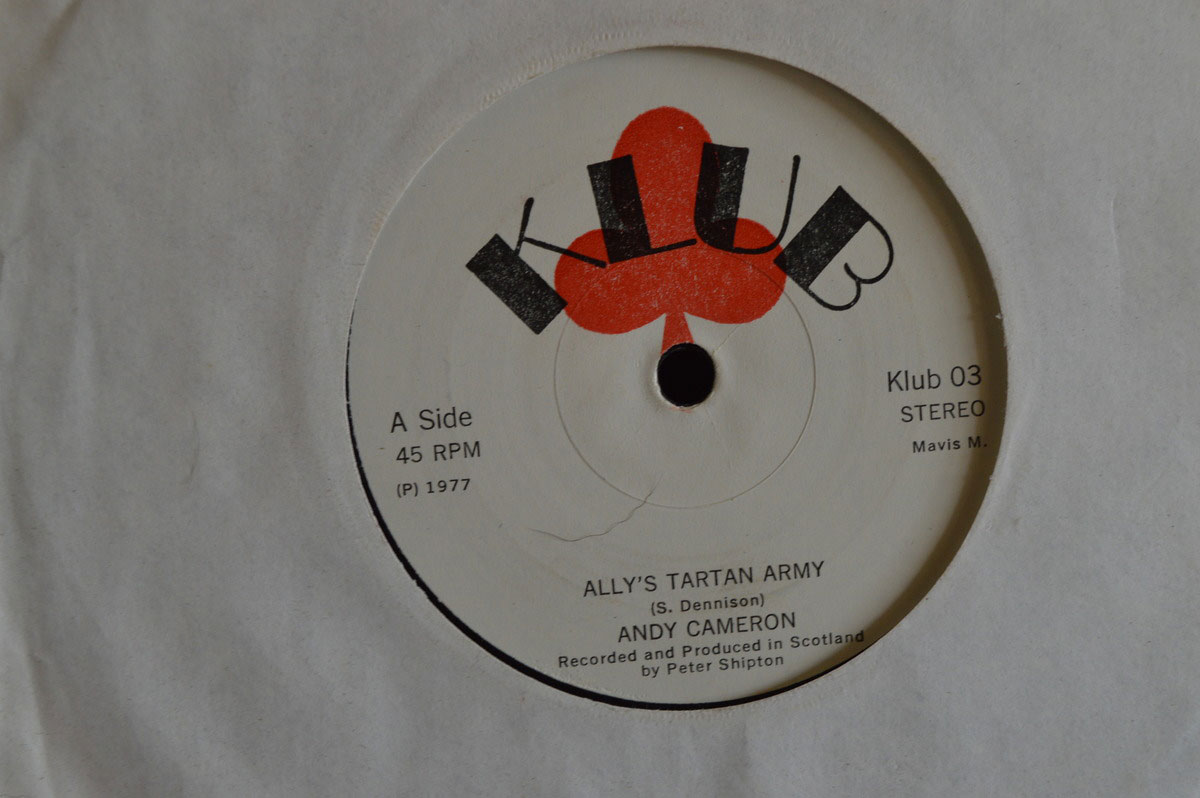 KLUB
A Side
45 RPM
(P) 1977
Klub 03
STEREO
Mavis M.
ALLY'S TARTAN ARMY
(S. Dennison)
ANDY CAMERON
Recorded and Produced in Scotland
by Peter Shipton